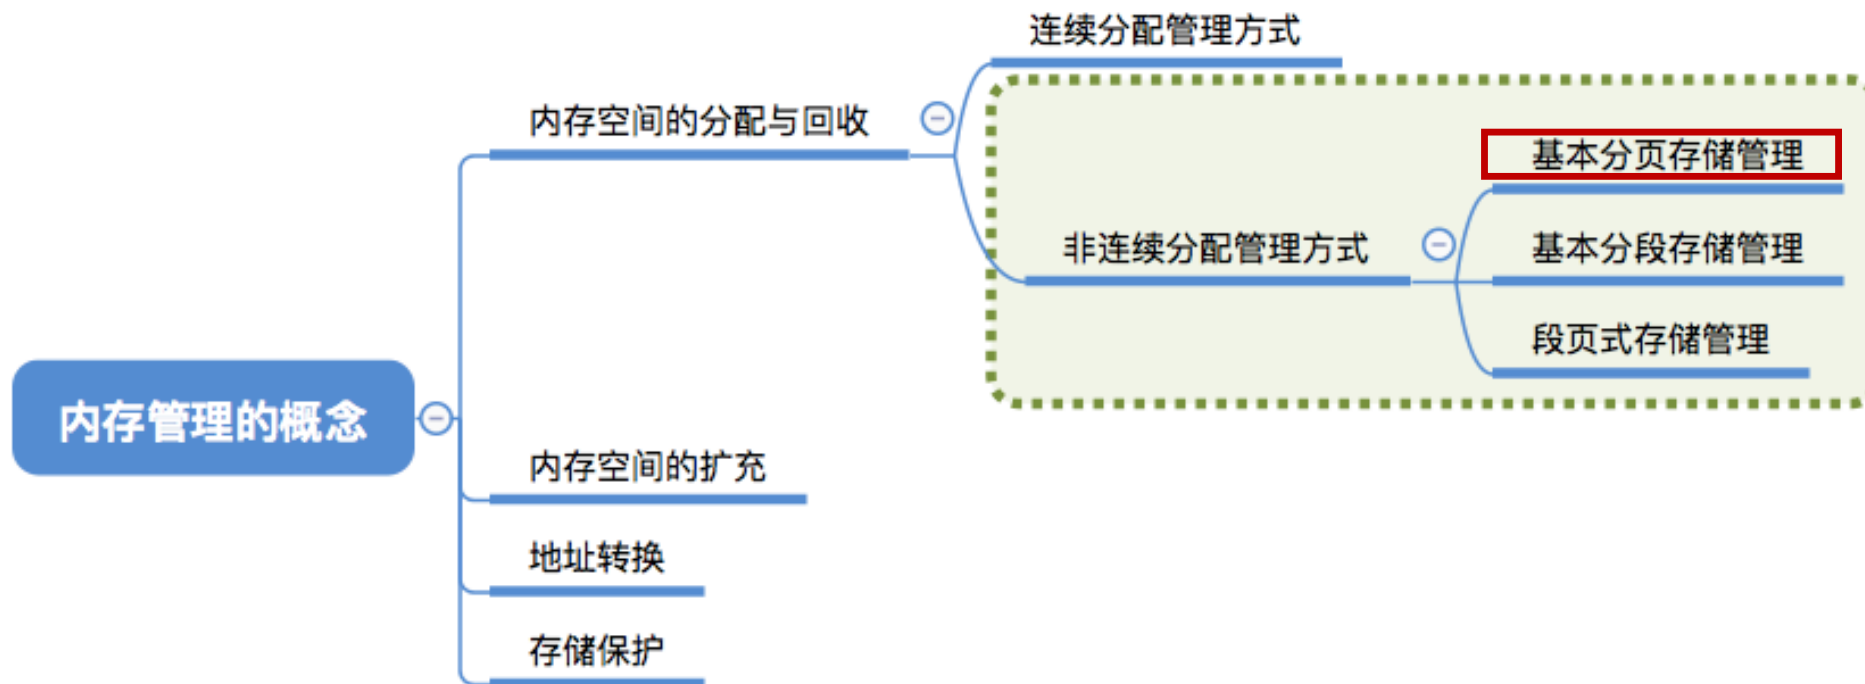 连续分配管理方式
内存空间的分配与回收
基本分页存储管理
非连续分配管理方式
基本分段存储管理
段页式存储管理
内存管理的概念
内存空间的扩充
地址转换
存储保护